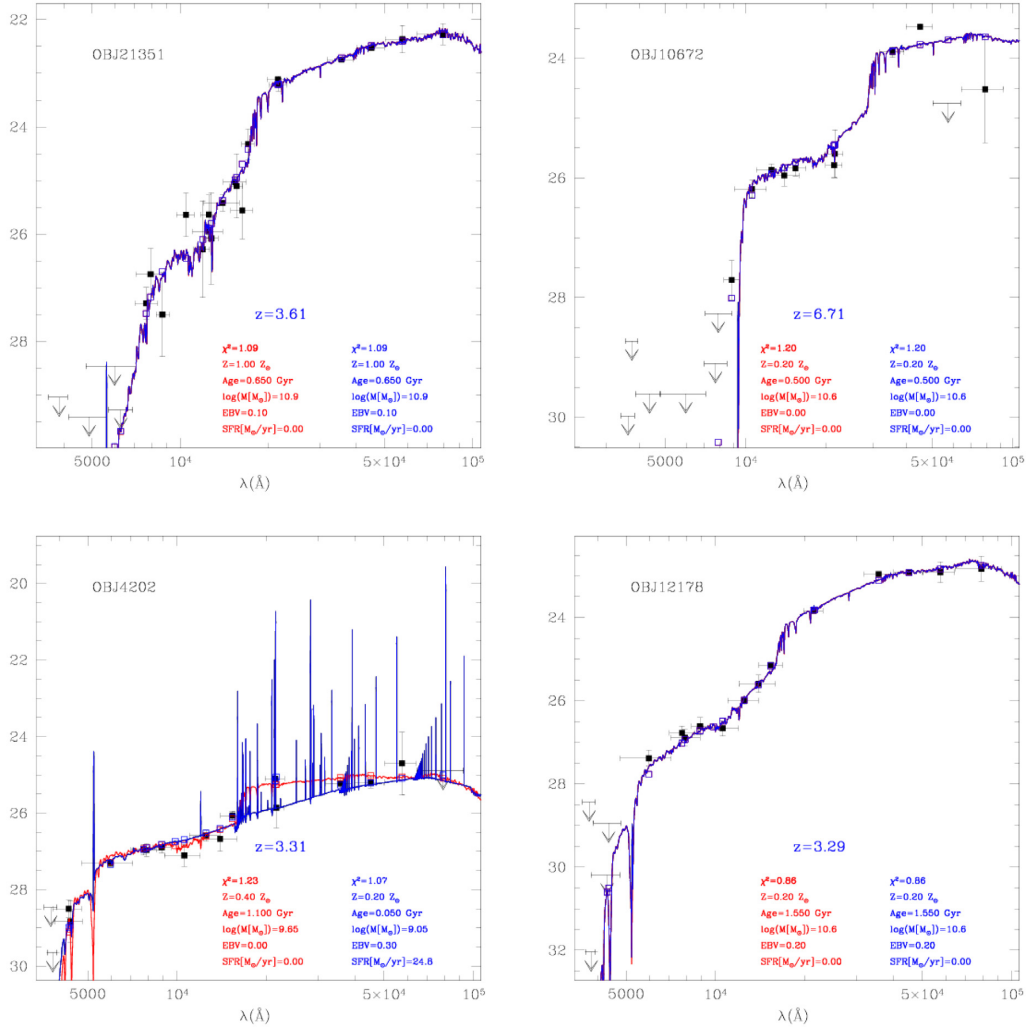 OBJ21351
22
23
24
25
26
28
z=3.61
χ²=1.09
Z=1.00 Z⊙
Age=0.650 Gyr
log(M[M⊙])=10.9
EBV=0.10
SFR[M⊙/yr]=0.00
χ²=1.09
Z=1.00 Z⊙
Age=0.650 Gyr
log(M[M⊙])=10.9
EBV=0.10
SFR[M⊙/yr]=0.00
5000 10⁴ 5×10⁴ 10⁵
λ(Å)
OBJ10672
24
26
28
30
z=6.71
χ²=1.20
Z=0.20 Z⊙
Age=0.500 Gyr
log(M[M⊙])=10.6
EBV=0.00
SFR[M⊙/yr]=0.00
χ²=1.20
Z=0.20 Z⊙
Age=0.500 Gyr
log(M[M⊙])=10.6
EBV=0.00
SFR[M⊙/yr]=0.00
5000 10⁴ 5×10⁴ 10⁵
λ(Å)
OBJ4202
20
22
24
25
26
28
30
z=3.31
χ²=1.23
Z=0.40 Z⊙
Age=1.100 Gyr
log(M[M⊙])=9.65
EBV=0.00
SFR[M⊙/yr]=0.00
χ²=1.07
Z=0.20 Z⊙
Age=0.050 Gyr
log(M[M⊙])=9.05
EBV=0.30
SFR[M⊙/yr]=24.8
5000 10⁴ 5×10⁴ 10⁵
λ(Å)
OBJ12178
24
26
28
30
32
z=3.29
χ²=0.86
Z=0.20 Z⊙
Age=1.550 Gyr
log(M[M⊙])=10.6
EBV=0.20
SFR[M⊙/yr]=0.00
χ²=0.86
Z=0.20 Z⊙
Age=1.550 Gyr
log(M[M⊙])=10.6
EBV=0.20
SFR[M⊙/yr]=0.00
5000 10⁴ 5×10⁴ 10⁵
λ(Å)